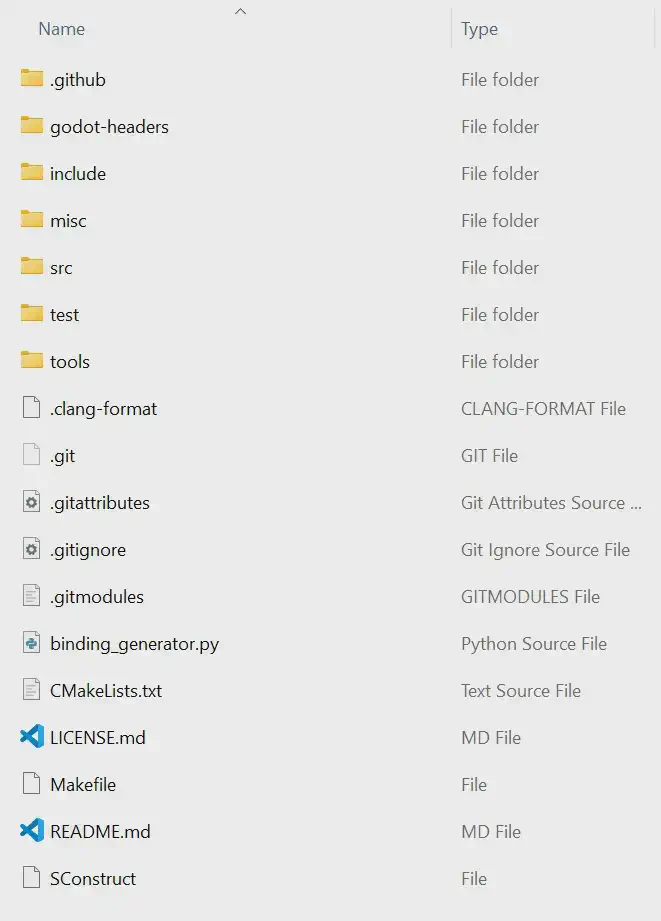 Name Type
.github File folder
godot-headers File folder
include File folder
misc File folder
src File folder
test File folder
tools File folder
.clang-format CLANG-FORMAT File
.git GIT File
.gitattributes Git Attributes Source ...
.gitignore Git Ignore Source File
.gitmodules GITMODULES File
binding_generator.py Python Source File
CMakeLists.txt Text Source File
LICENSE.md MD File
Makefile File
README.md MD File
SConstruct File